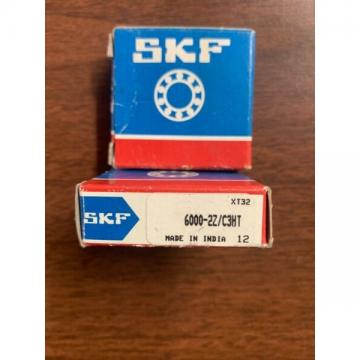 SKF
XT32
SKF
6000-2Z/C3HT
MADE IN INDIA 12